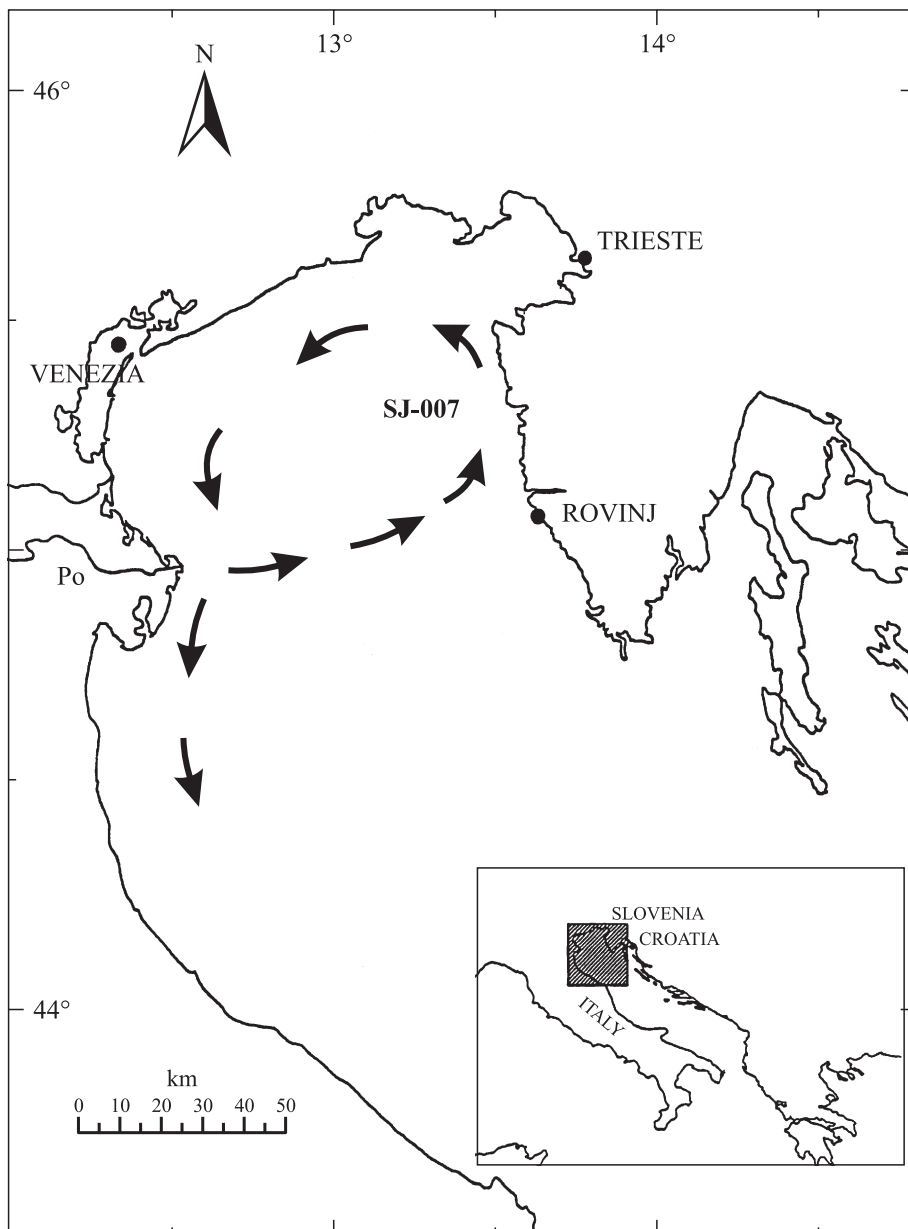 13°
14°
N
46°
TRIESTE
VENEZIA
SJ-007
ROVINJ
Po
SLOVENIA
CROATIA
ITALY
44°
km
0 10 20 30 40 50